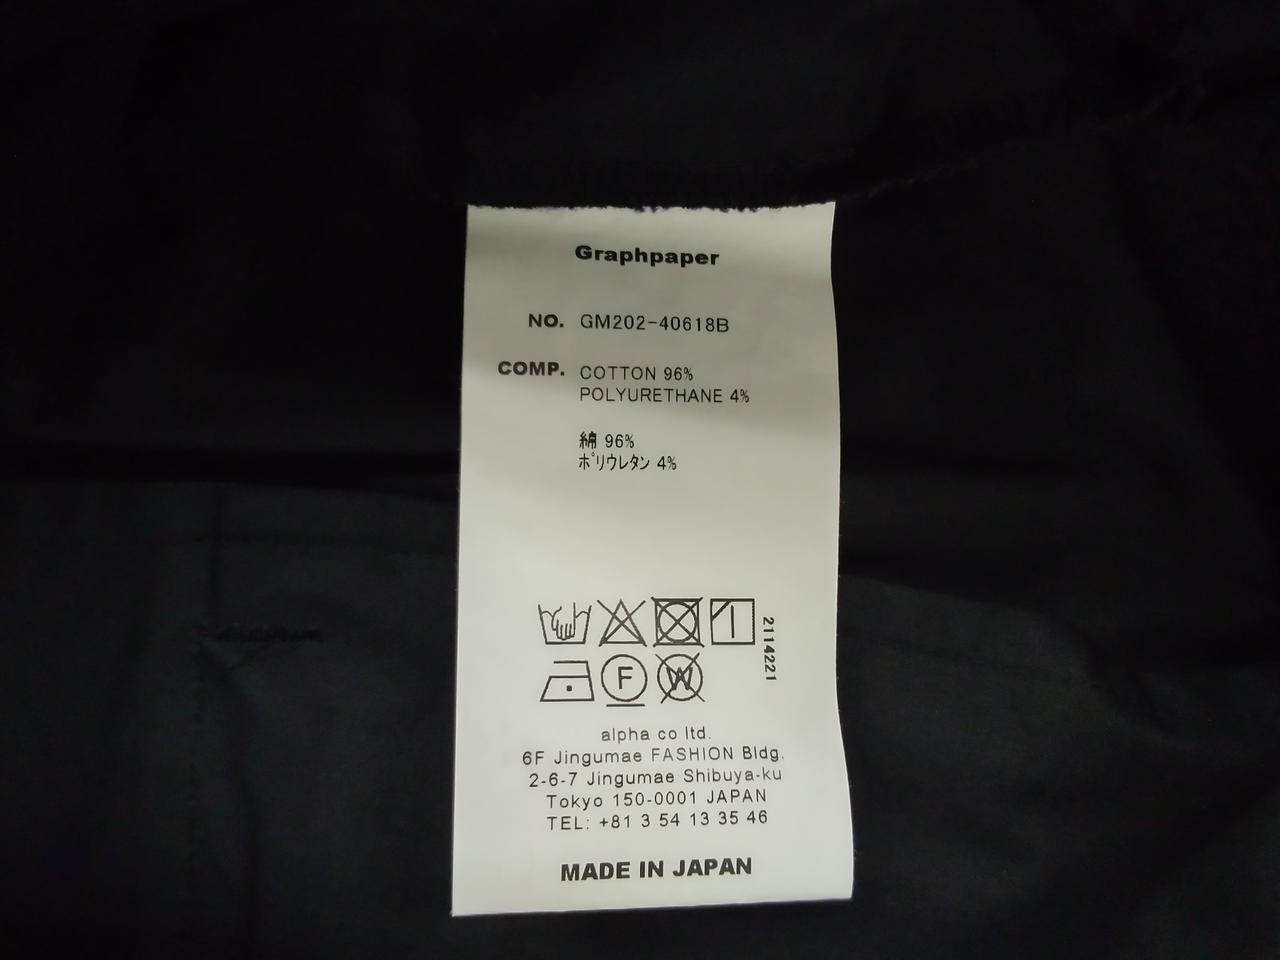 Graphpaper
NO. GM202-40618B
COMP. COTTON 96%
POLYURETHANE 4%
綿 96%
ポリウレタン 4%
2114221
F W
alpha co ltd.
6F Jingumae FASHION Bldg.
2-6-7 Jingumae Shibuya-ku
Tokyo 150-0001 JAPAN
TEL: +81 3 54 13 35 46
MADE IN JAPAN